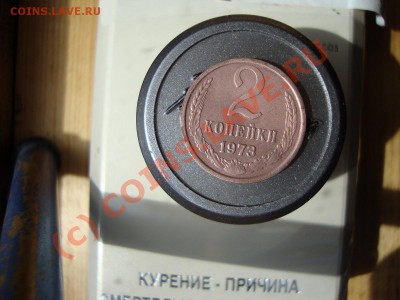 COINS.LAVE.RU
2
КОПЕЙКИ
1973
(c) COINS.LAVE.RU
КУРЕНИЕ - ПРИЧИНА